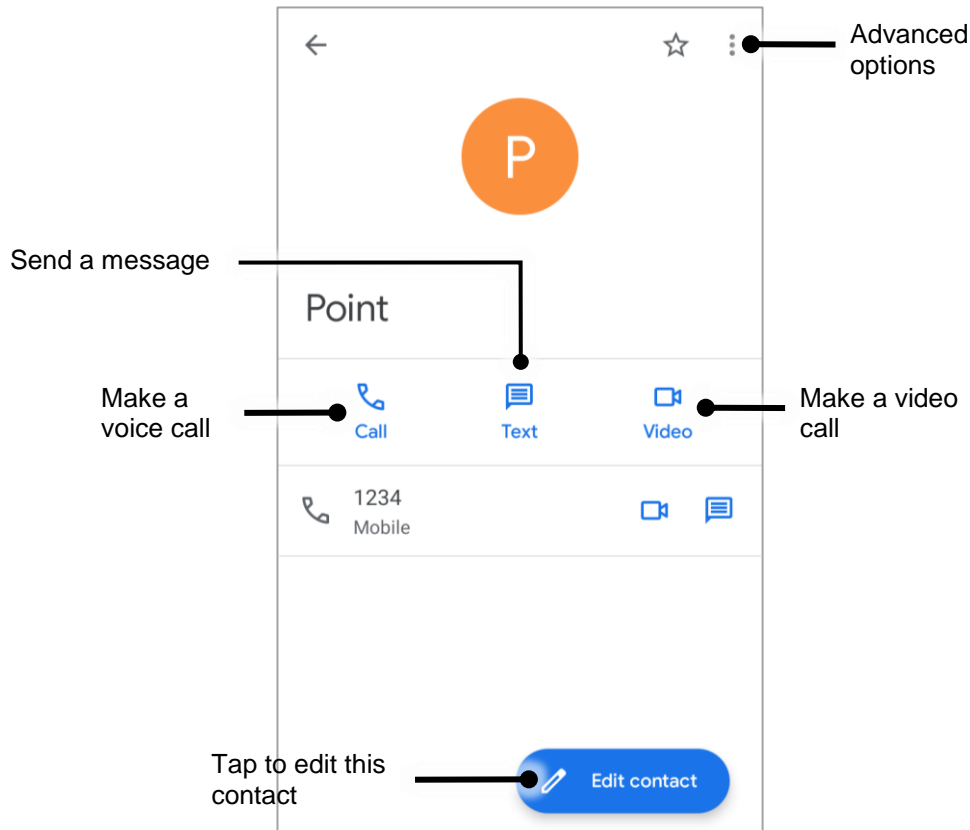 Advanced
options
P
Send a message
Point
Make a
voice call
Call
Text
Video
Make a video
call
1234
Mobile
Tap to edit this
contact
Edit contact